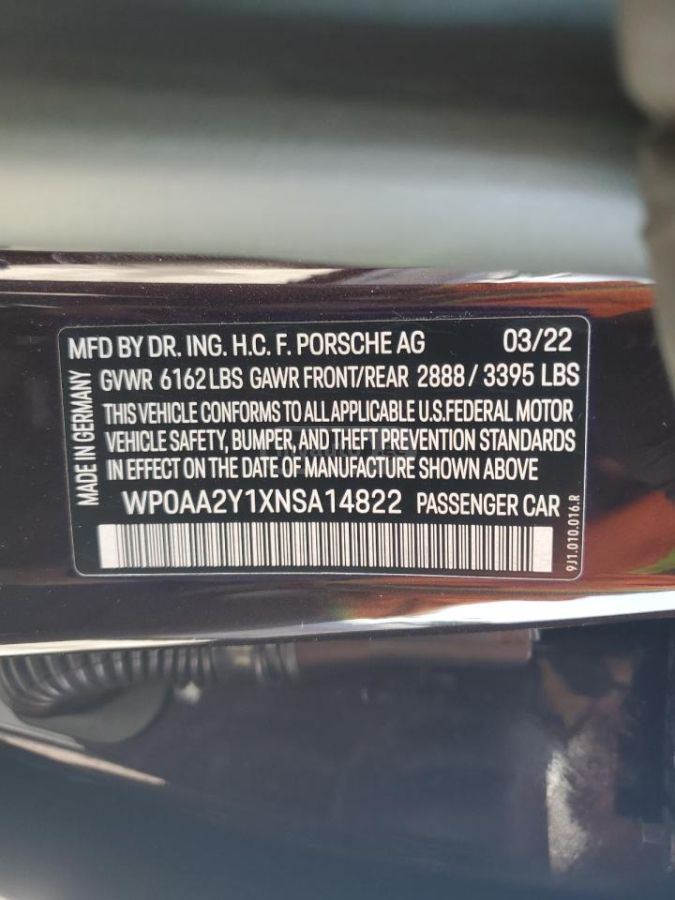 MFD BY DR. ING. H.C. F. PORSCHE AG 03/22
GVWR 6162 LBS GAWR FRONT/REAR 2888 / 3395 LBS
THIS VEHICLE CONFORMS TO ALL APPLICABLE U.S. FEDERAL MOTOR
VEHICLE SAFETY, BUMPER, AND THEFT PREVENTION STANDARDS
IN EFFECT ON THE DATE OF MANUFACTURE SHOWN ABOVE
WP0AA2Y1XNSA14822 PASSENGER CAR
MADE IN GERMANY
9J1.010.016.R